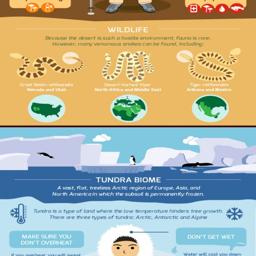 WILDLIFE
Because the desert is such a hostile environment, fauna is rare.
However, many venomous snakes can be found, including:
Great Basin rattlesnake
Nevada and Utah
Desert horned viper
North Africa and Middle East
Tiger rattlesnake
Arizona and Mexico
TUNDRA BIOME
A vast, flat, treeless Arctic region of Europe, Asia, and
North America in which the subsoil is permanently frozen.
Tundra is a type of land where the low temperature hinders tree growth.
There are three types of tundra: Arctic, Antarctic and Alpine
MAKE SURE YOU
DON'T OVERHEAT
DON'T GET WET
If you overheat, you will sweat
Water will cool you down